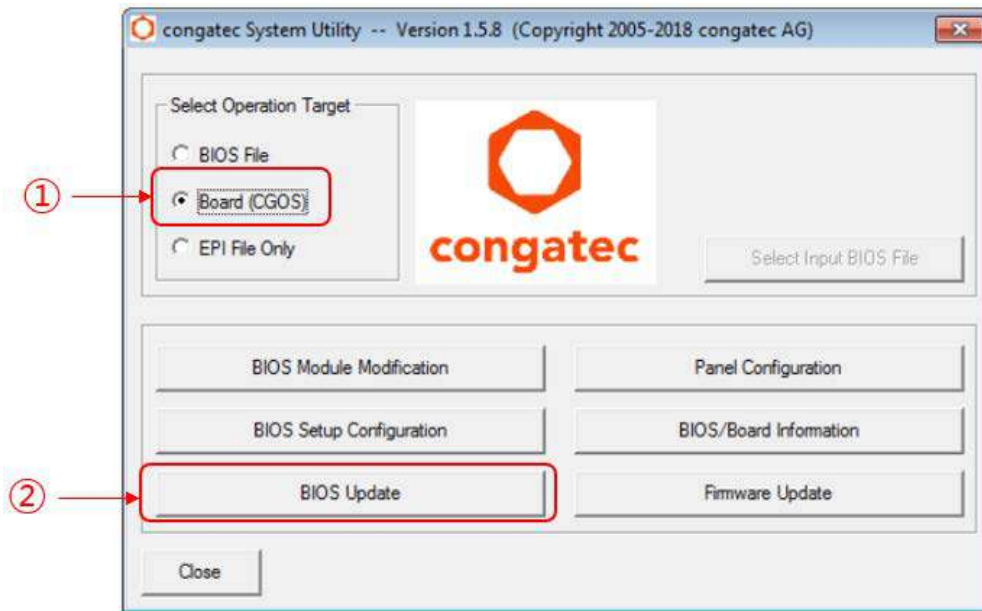 congatec System Utility -- Version 1.5.8 (Copyright 2005-2018 congatec AG)
Select Operation Target
BIOS File
① Board (CGOS)
EPI File Only
congatec
Select Input BIOS File
BIOS Module Modification Panel Configuration
BIOS Setup Configuration BIOS/Board Information
② BIOS Update Firmware Update
Close